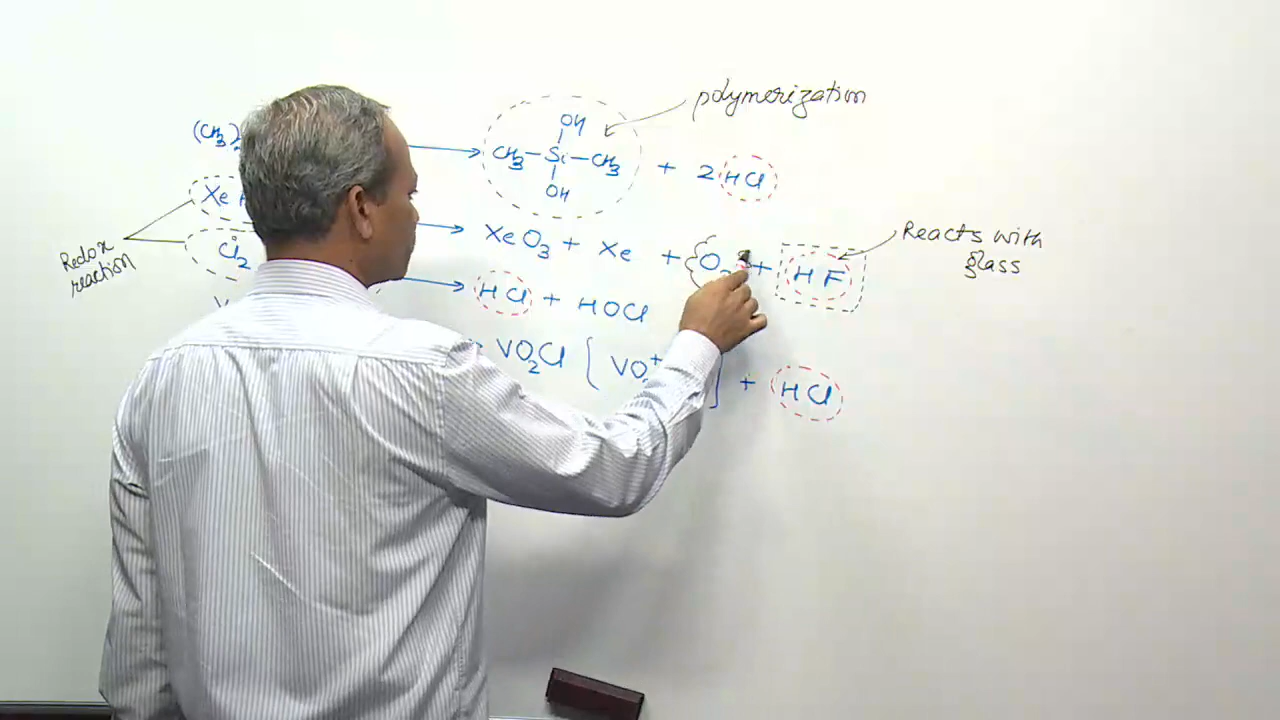 polymerization
OH
(CH3)2 → CH3–Si–CH3 + 2HCl
OH
Xe → XeO3 + Xe + O2 + HF
Reacts with
glass
Redox
reaction
Cl2 → HCl + HOCl
V → VO2Cl [ VO2+ ] + HCl